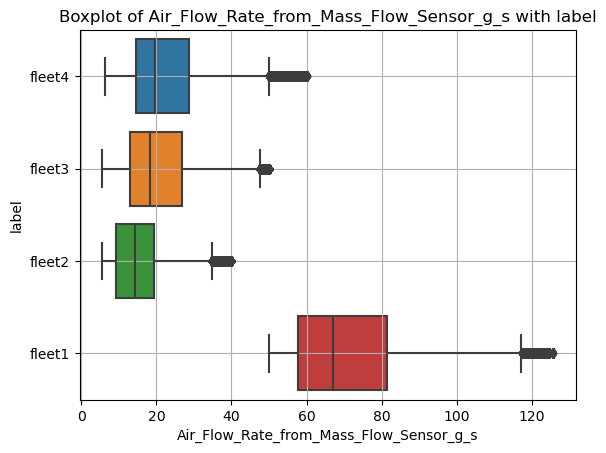 Boxplot of Air_Flow_Rate_from_Mass_Flow_Sensor_g_s with label
fleet4
fleet3
label
fleet2
fleet1
0 20 40 60 80 100 120
Air_Flow_Rate_from_Mass_Flow_Sensor_g_s